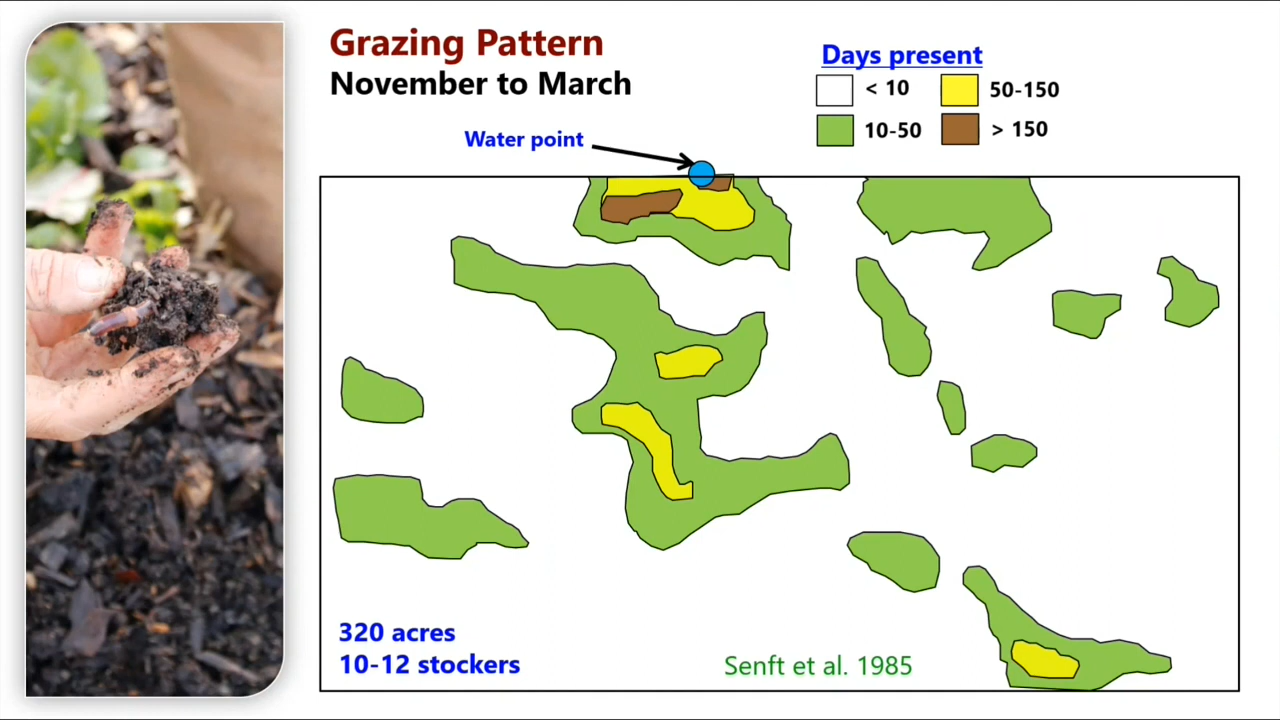 Grazing Pattern
November to March
Days present
< 10
50-150
10-50
> 150
Water point
320 acres
10-12 stockers
Senft et al. 1985